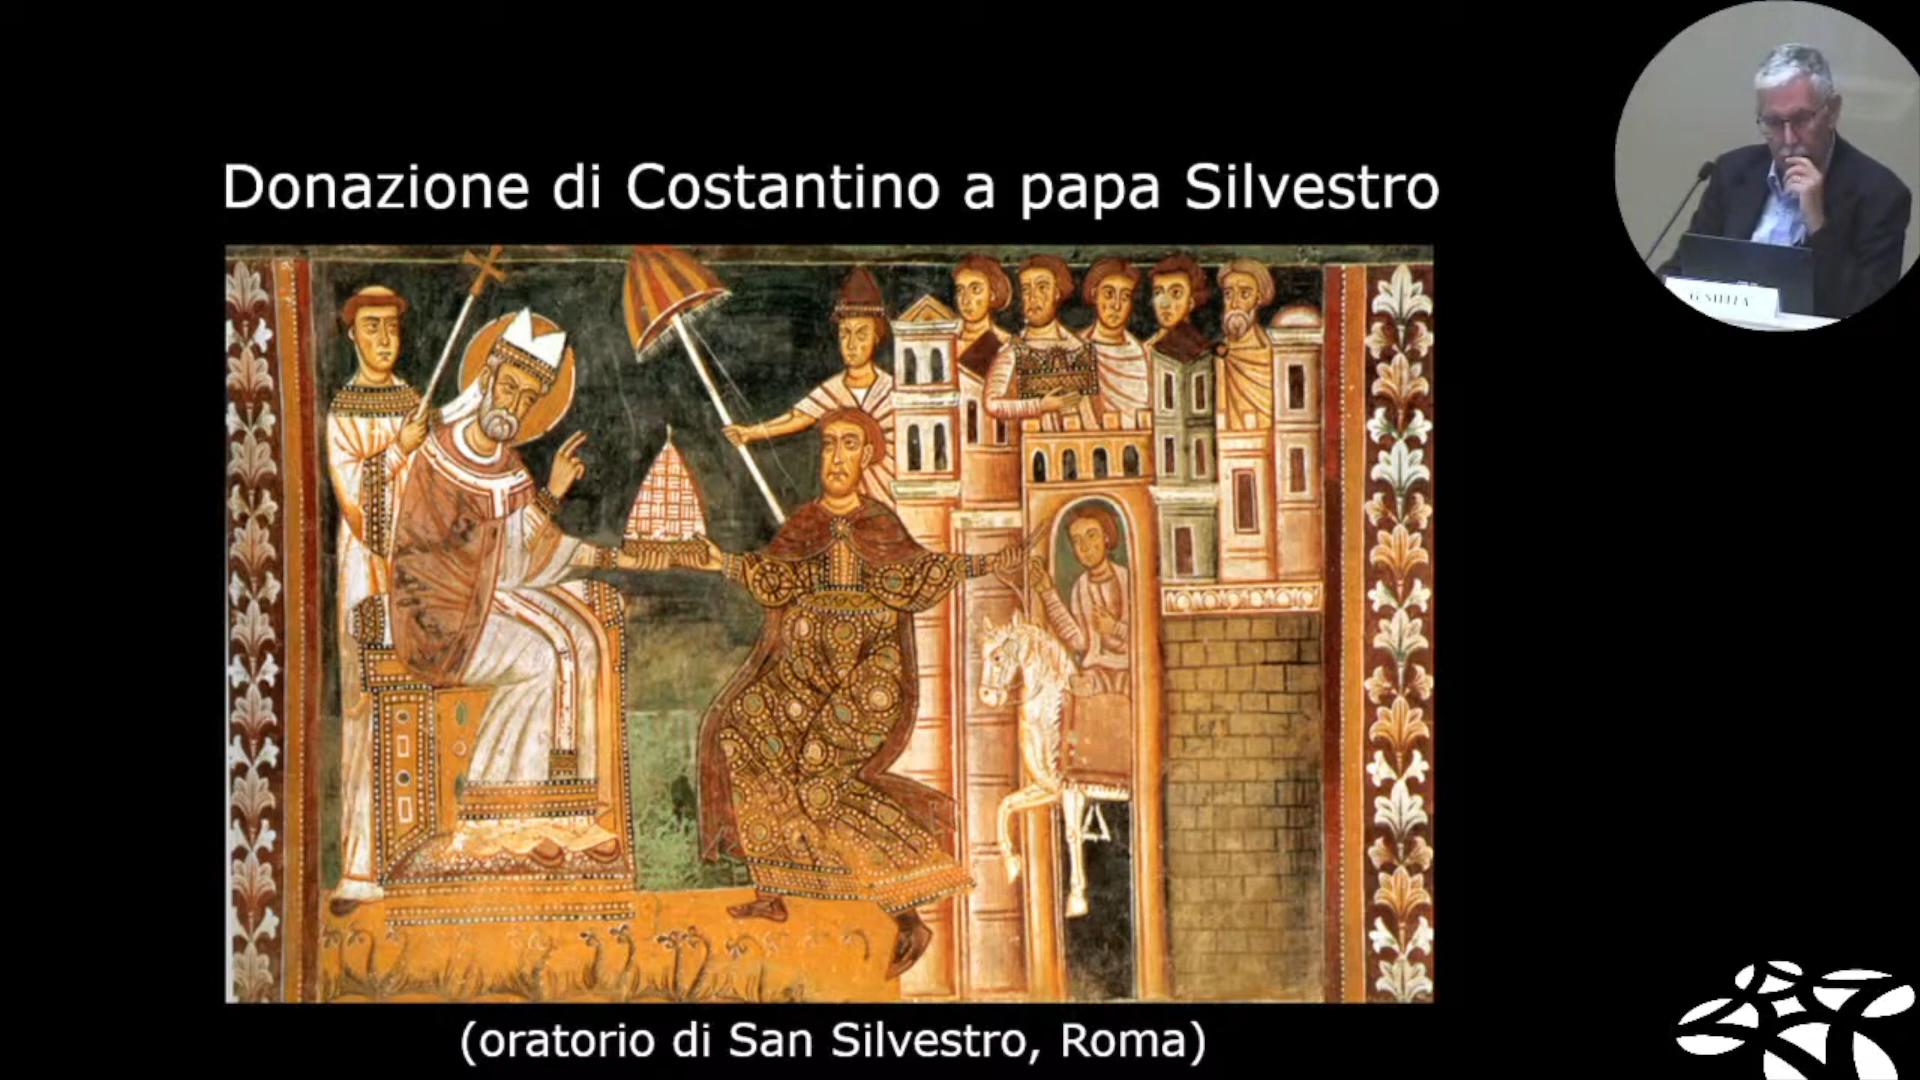 Donazione di Costantino a papa Silvestro
(oratorio di San Silvestro, Roma)